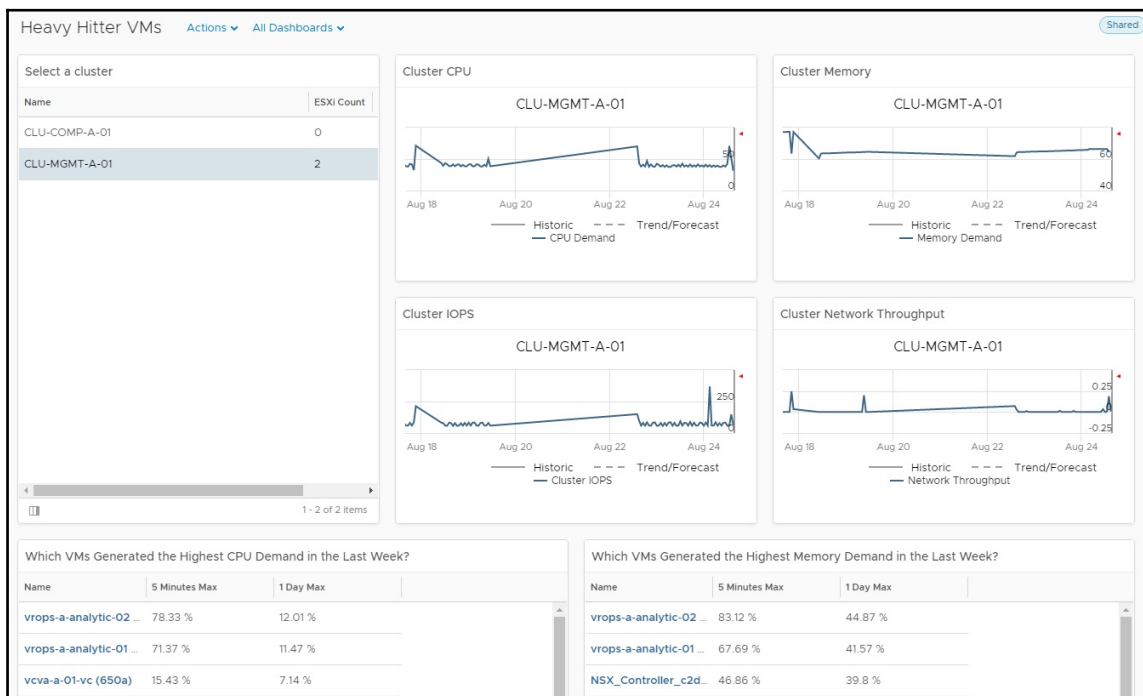 Heavy Hitter VMs Actions All Dashboards Shared
Select a cluster
Name ESXi Count
CLU-COMP-A-01 0
CLU-MGMT-A-01 2
1 - 2 of 2 items
Cluster CPU
CLU-MGMT-A-01
50
0
Aug 18 Aug 20 Aug 22 Aug 24
Historic Trend/Forecast
CPU Demand
Cluster Memory
CLU-MGMT-A-01
60
40
Aug 18 Aug 20 Aug 22 Aug 24
Historic Trend/Forecast
Memory Demand
Cluster IOPS
CLU-MGMT-A-01
250
0
Aug 18 Aug 20 Aug 22 Aug 24
Historic Trend/Forecast
Cluster IOPS
Cluster Network Throughput
CLU-MGMT-A-01
0.25
0
-0.25
Aug 18 Aug 20 Aug 22 Aug 24
Historic Trend/Forecast
Network Throughput
Which VMs Generated the Highest CPU Demand in the Last Week?
Name 5 Minutes Max 1 Day Max
vrops-a-analytic-02 ... 78.33 % 12.01 %
vrops-a-analytic-01 ... 71.37 % 11.47 %
vcva-a-01-vc (650a) 15.43 % 7.14 %
Which VMs Generated the Highest Memory Demand in the Last Week?
Name 5 Minutes Max 1 Day Max
vrops-a-analytic-02 ... 83.12 % 44.87 %
vrops-a-analytic-01 ... 67.69 % 41.57 %
NSX_Controller_c2d... 46.86 % 39.8 %